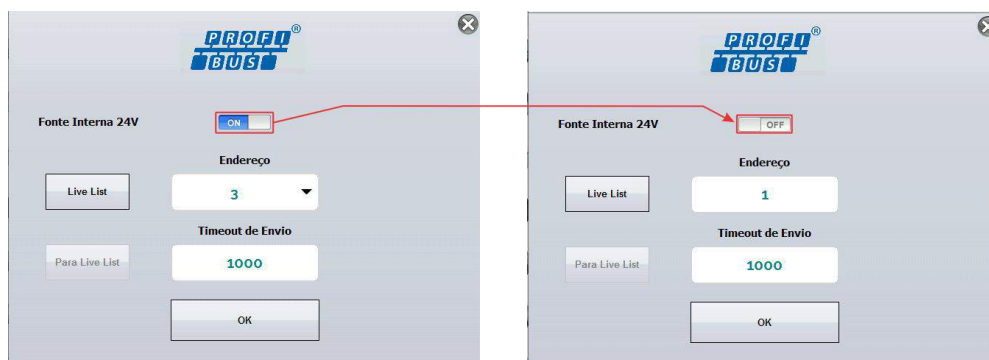 PROFI®
BUS
Fonte Interna 24V
ON
Endereço
Live List
3
Timeout de Envio
Para Live List
1000
OK
PROFI®
BUS
Fonte Interna 24V
OFF
Endereço
Live List
1
Timeout de Envio
Para Live List
1000
OK